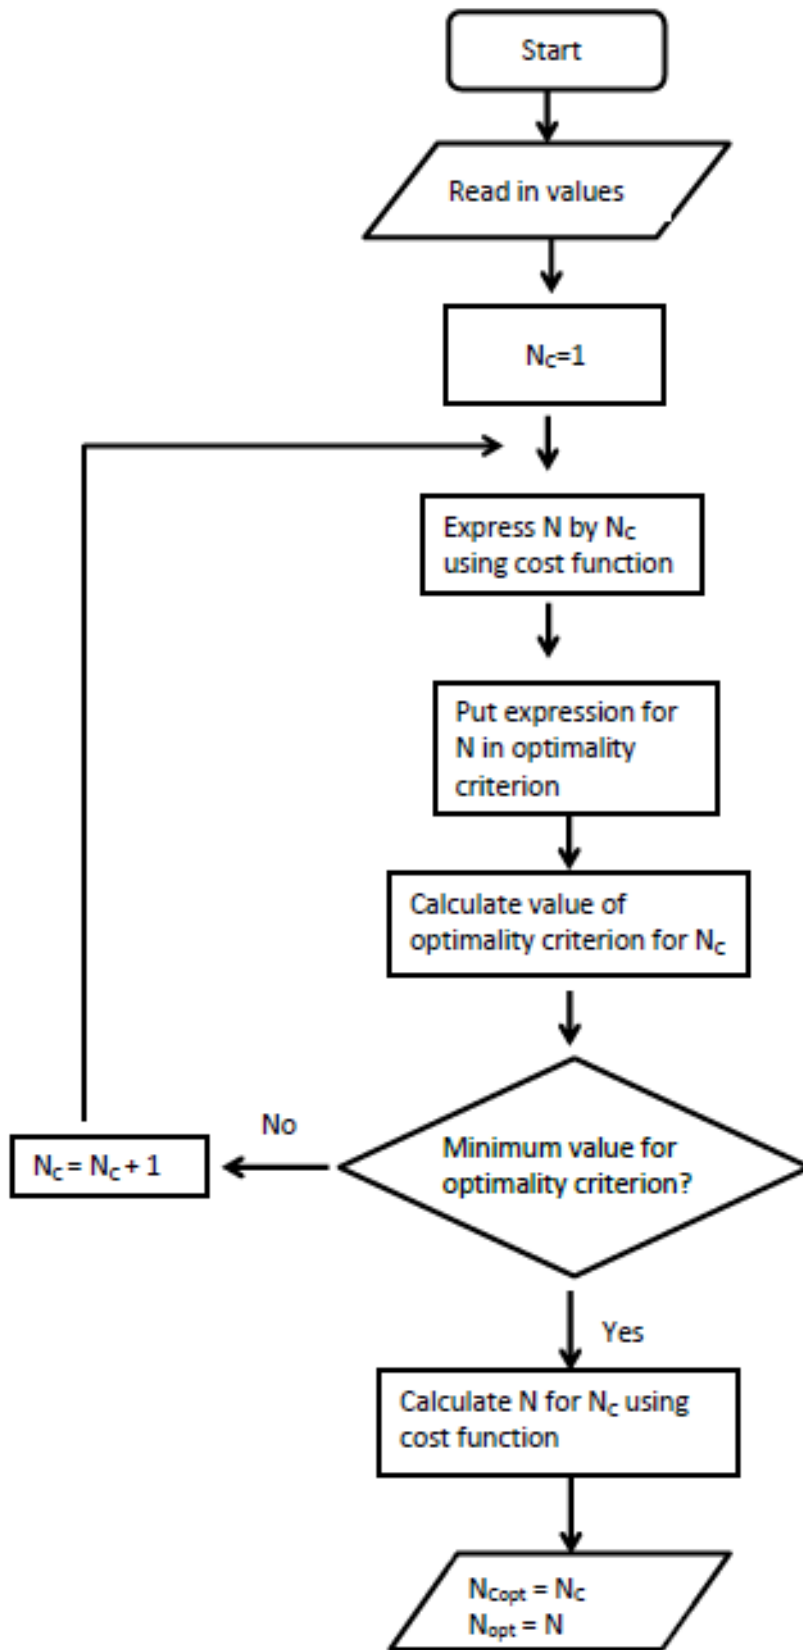 Start
Read in values
Nc=1
Express N by Nc
using cost function
Put expression for
N in optimality
criterion
Calculate value of
optimality criterion for Nc
No
Minimum value for
optimality criterion?
Nc = Nc + 1
Yes
Calculate N for Nc using
cost function
NCopt = Nc
Nopt = N